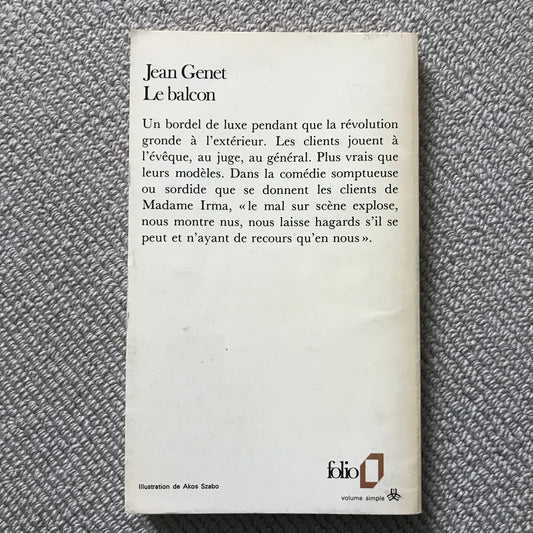 Jean Genet
Le balcon
Un bordel de luxe pendant que la révolution
gronde à l'extérieur. Les clients jouent à
l'évêque, au juge, au général. Plus vrais que
leurs modèles. Dans la comédie somptueuse
ou sordide que se donnent les clients de
Madame Irma, « le mal sur scène explose,
nous montre nus, nous laisse hagards s'il se
peut et n'ayant de recours qu'en nous ».
folio
Illustration de Akos Szabo
volume simple